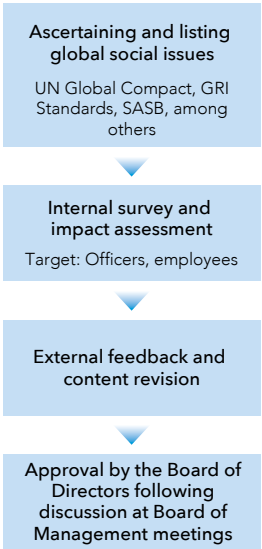 Ascertaining and listing
global social issues
UN Global Compact, GRI
Standards, SASB, among
others
Internal survey and
impact assessment
Target: Officers, employees
External feedback and
content revision
Approval by the Board of
Directors following
discussion at Board of
Management meetings